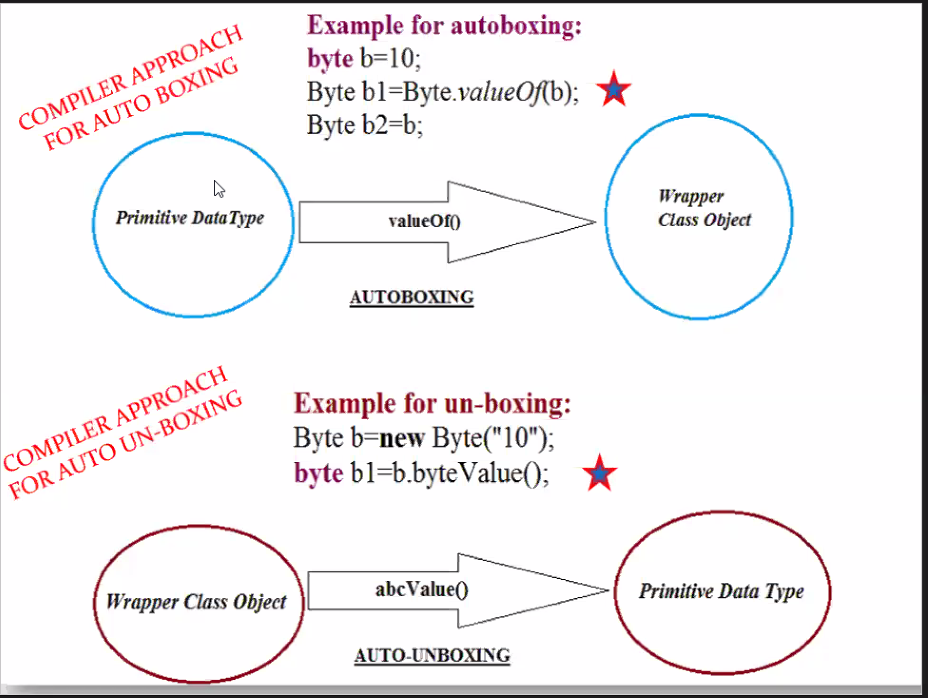 COMPILER APPROACH
FOR AUTO BOXING
Example for autoboxing:
byte b=10;
Byte b1=Byte.valueOf(b);
Byte b2=b;
Primitive DataType
valueOf()
Wrapper
Class Object
AUTOBOXING
COMPILER APPROACH
FOR AUTO UN-BOXING
Example for un-boxing:
Byte b=new Byte("10");
byte b1=b.byteValue();
Wrapper Class Object
abcValue()
Primitive Data Type
AUTO-UNBOXING